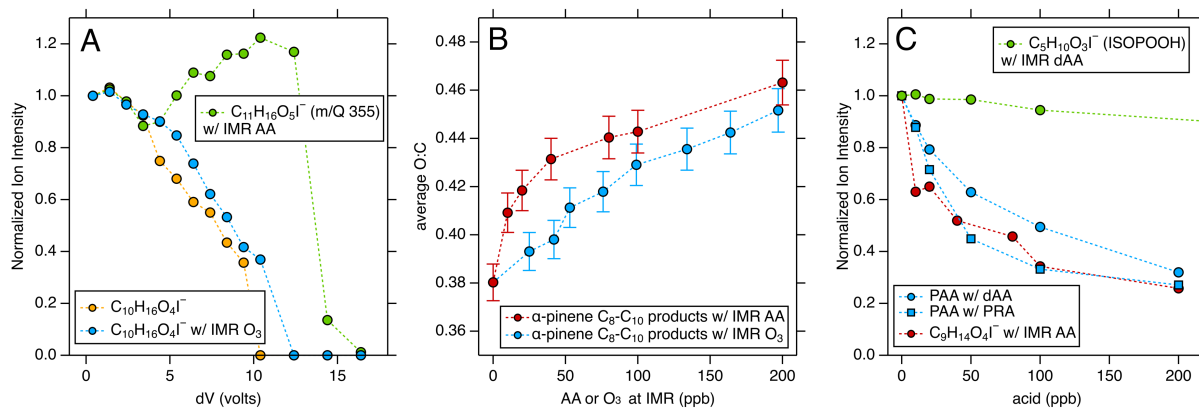 A
Normalized Ion Intensity
1.2
1.0
0.8
0.6
0.4
0.2
0.0
C₁₁H₁₆O₅I⁻ (m/Q 355)
w/ IMR AA
C₁₀H₁₆O₄I⁻
C₁₀H₁₆O₄I⁻ w/ IMR O₃
0
5
10
15
dV (volts)
B
average O:C
0.48
0.46
0.44
0.42
0.40
0.38
0.36
α-pinene C₈-C₁₀ products w/ IMR AA
α-pinene C₈-C₁₀ products w/ IMR O₃
0
50
100
150
200
AA or O₃ at IMR (ppb)
C
Normalized Ion Intensity
1.2
1.0
0.8
0.6
0.4
0.2
0.0
C₅H₁₀O₃I⁻ (ISOPOOH)
w/ IMR dAA
PAA w/ dAA
PAA w/ PRA
C₉H₁₄O₄I⁻ w/ IMR AA
0
50
100
150
200
acid (ppb)